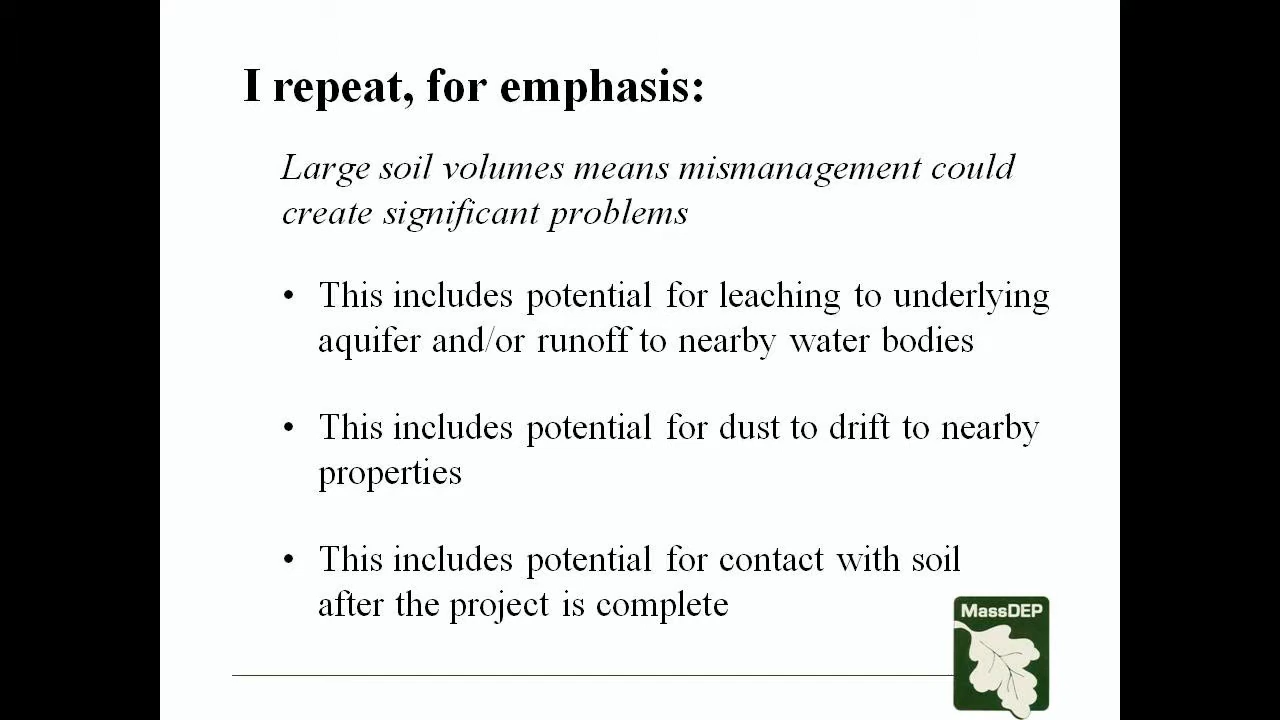 I repeat, for emphasis:
Large soil volumes means mismanagement could
create significant problems
• This includes potential for leaching to underlying
aquifer and/or runoff to nearby water bodies
• This includes potential for dust to drift to nearby
properties
• This includes potential for contact with soil
after the project is complete
MassDEP